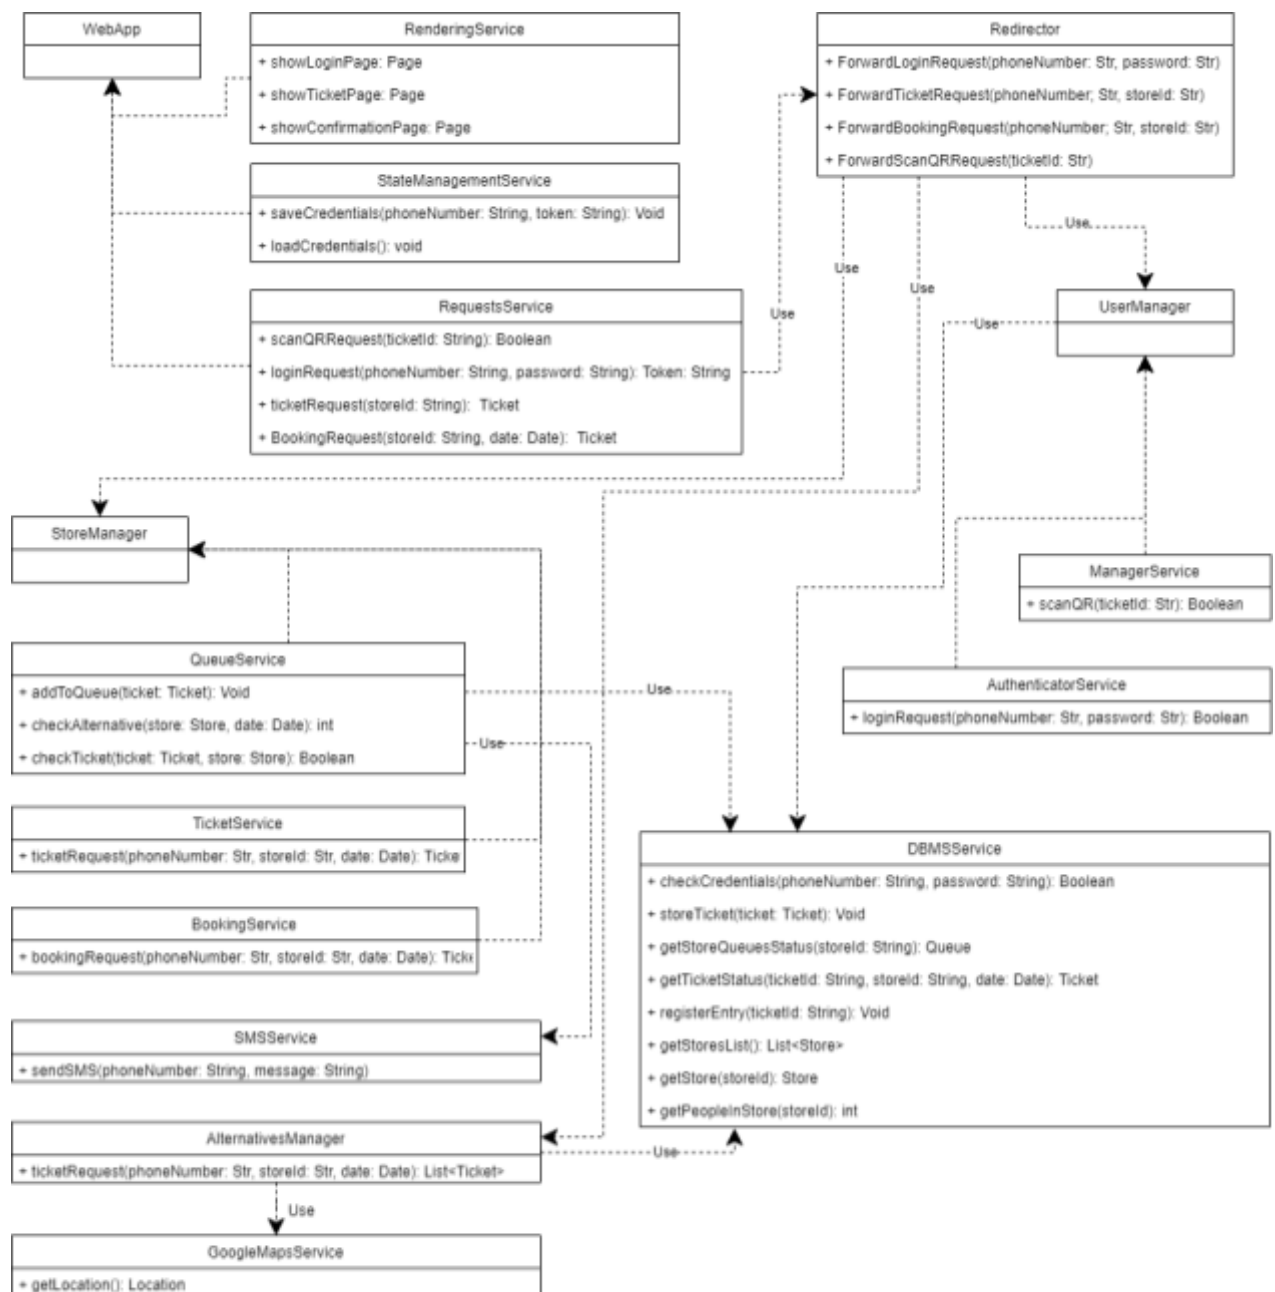 WebApp
RenderingService
+ showLoginPage: Page
+ showTicketPage: Page
+ showConfirmationPage: Page
Redirector
+ ForwardLoginRequest(phoneNumber: Str, password: Str)
+ ForwardTicketRequest(phoneNumber; Str, storeId: Str)
+ ForwardBookingRequest(phoneNumber; Str, storeId: Str)
+ ForwardScanQRRequest(ticketId: Str)
StateManagementService
+ saveCredentials(phoneNumber: String, token: String): Void
+ loadCredentials(): void
Use
Use
Use
RequestsService
+ scanQRRequest(ticketId: String): Boolean
+ loginRequest(phoneNumber: String, password: String): Token: String
+ ticketRequest(storeId: String): Ticket
+ BookingRequest(storeId: String, date: Date): Ticket
Use
Use
UserManager
StoreManager
ManagerService
+ scanQR(ticketId: Str): Boolean
QueueService
+ addToQueue(ticket: Ticket): Void
+ checkAlternative(store: Store, date: Date): int
+ checkTicket(ticket: Ticket, store: Store): Boolean
Use
Use
AuthenticatorService
+ loginRequest(phoneNumber: Str, password: Str): Boolean
TicketService
+ ticketRequest(phoneNumber: Str, storeId: Str, date: Date): Ticke
BookingService
+ bookingRequest(phoneNumber: Str, storeId: Str, date: Date): Ticke
DBMSService
+ checkCredentials(phoneNumber: String, password: String): Boolean
+ storeTicket(ticket: Ticket): Void
+ getStoreQueuesStatus(storeId: String): Queue
+ getTicketStatus(ticketId: String, storeId: String, date: Date): Ticket
+ registerEntry(ticketId: String): Void
+ getStoresList(): List<Store>
+ getStore(storeId): Store
+ getPeopleInStore(storeId): int
SMSService
+ sendSMS(phoneNumber: String, message: String)
AlternativesManager
+ ticketRequest(phoneNumber: Str, storeId: Str, date: Date): List<Ticket>
Use
Use
GoogleMapsService
+ getLocation(): Location